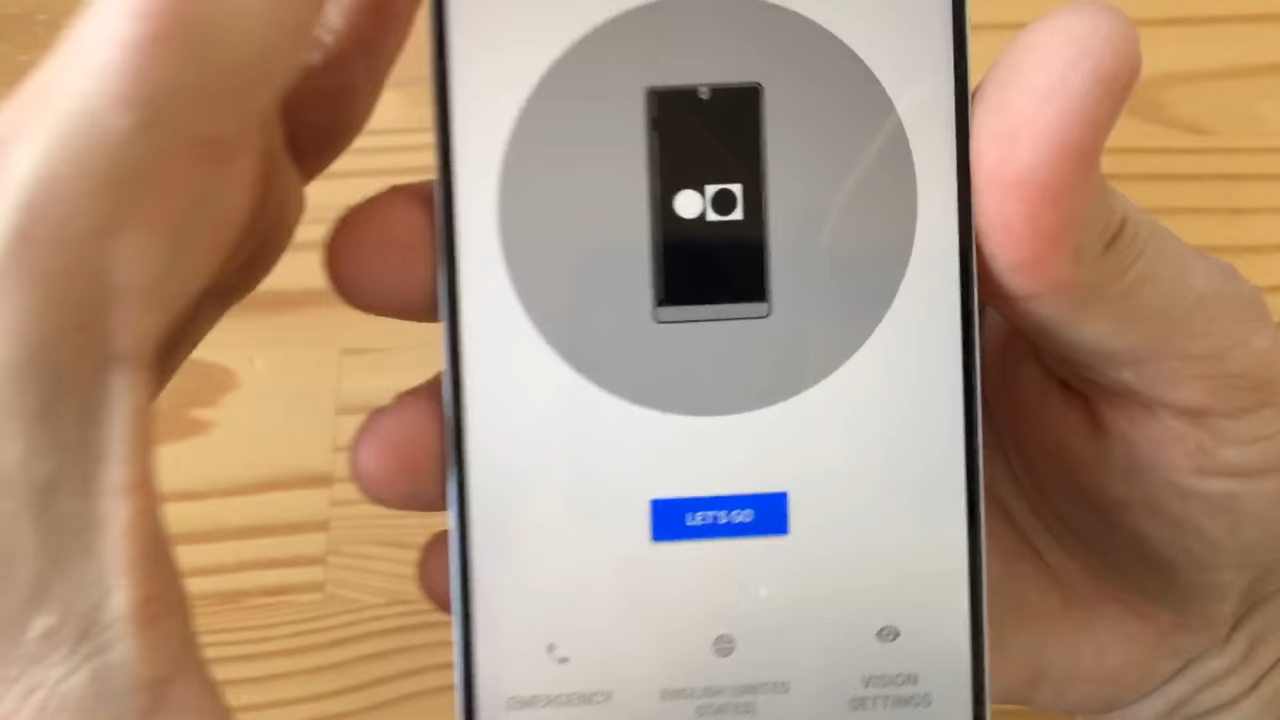 LET'S GO
EMERGENCY
ENGLISH (UNITED
STATES)
VISION
SETTINGS